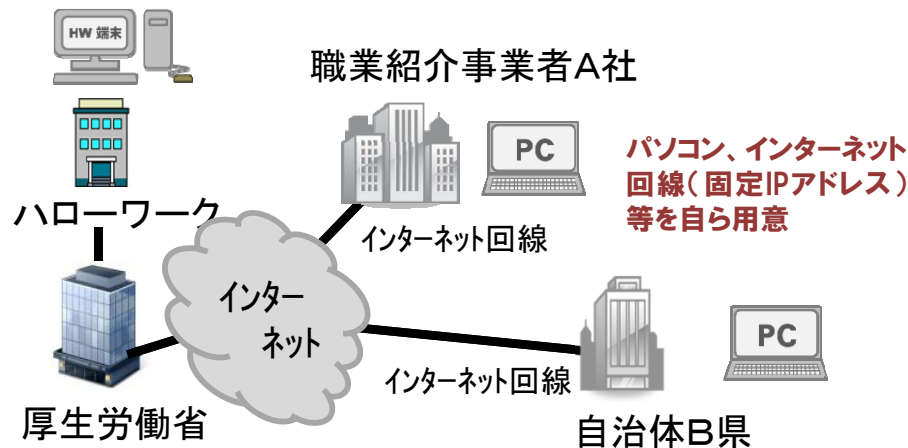 HW 端末
職業紹介事業者A社
PC
パソコン、インターネット
回線(固定IPアドレス)
等を自ら用意
ハローワーク
インターネット回線
インター
ネット
PC
インターネット回線
厚生労働省
自治体B県